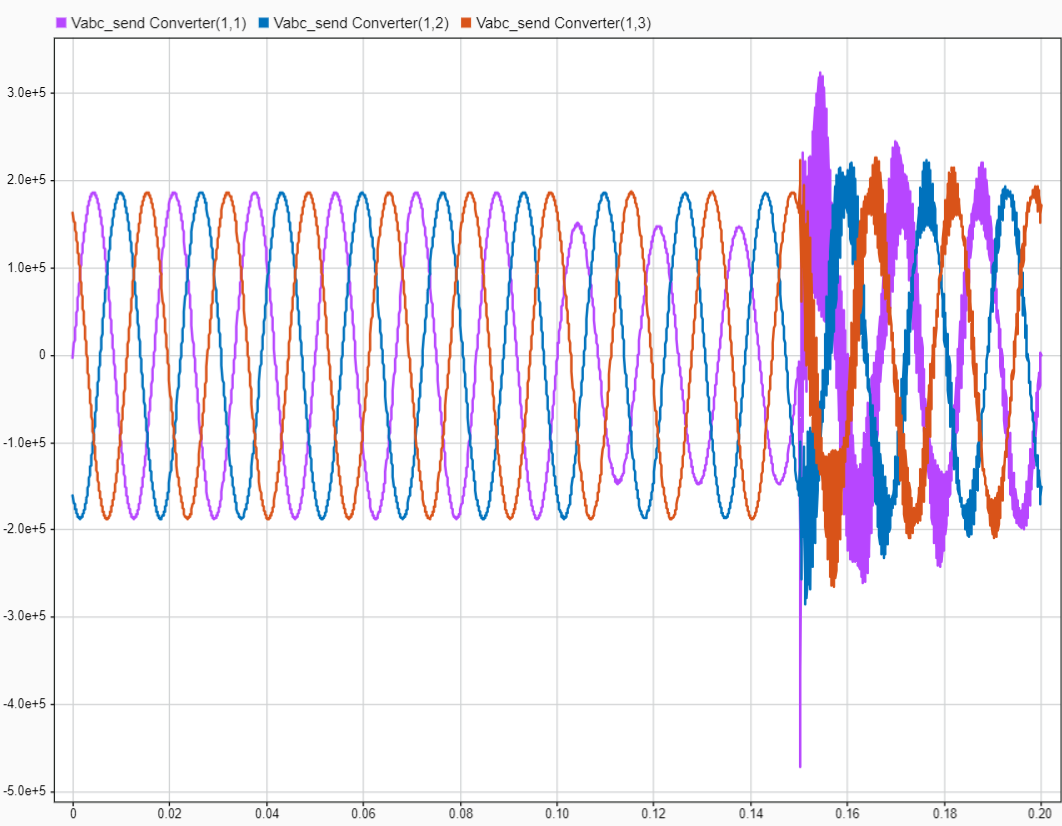 Vabc_send Converter(1,1) Vabc_send Converter(1,2) Vabc_send Converter(1,3)
3.0e+5
2.0e+5
1.0e+5
0
-1.0e+5
-2.0e+5
-3.0e+5
-4.0e+5
-5.0e+5
0 0.02 0.04 0.06 0.08 0.10 0.12 0.14 0.16 0.18 0.20